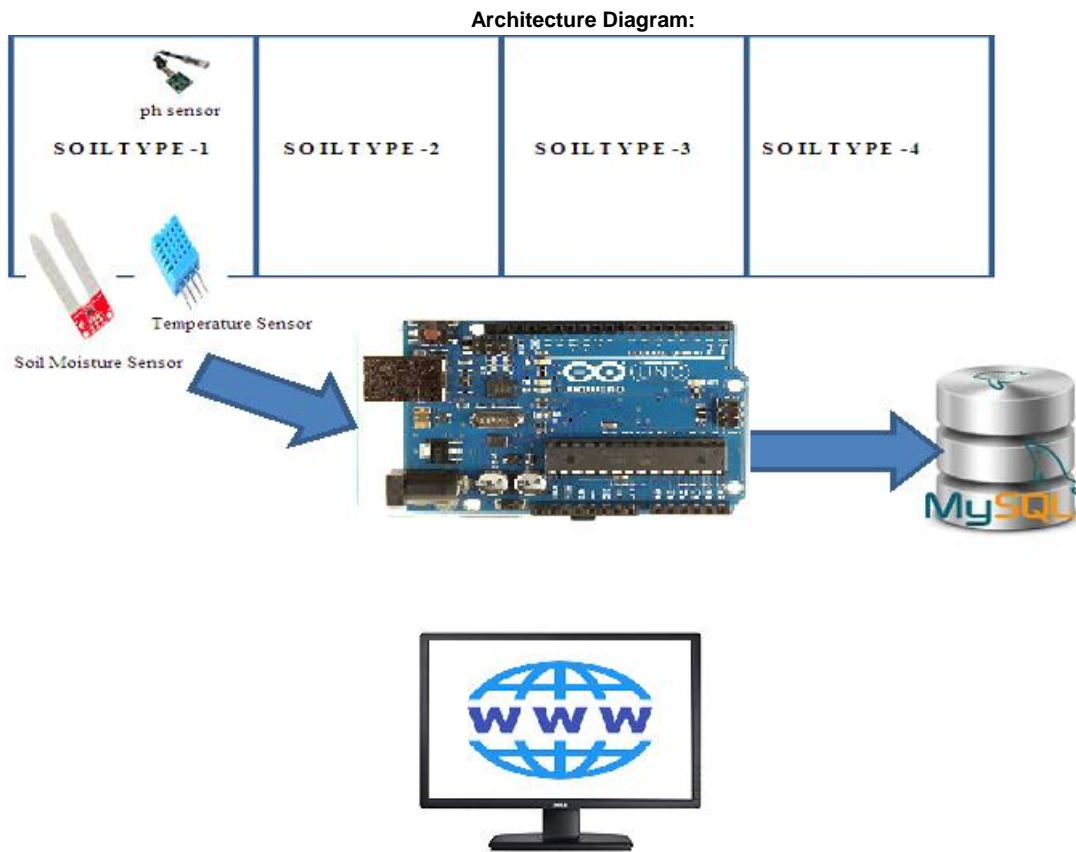 Architecture Diagram:
ph sensor
SOILTYPE-1
SOILTYPE-2
SOILTYPE-3
SOILTYPE-4
Temperature Sensor
Soil Moisture Sensor
UNO
MySQL
WWW
DELL